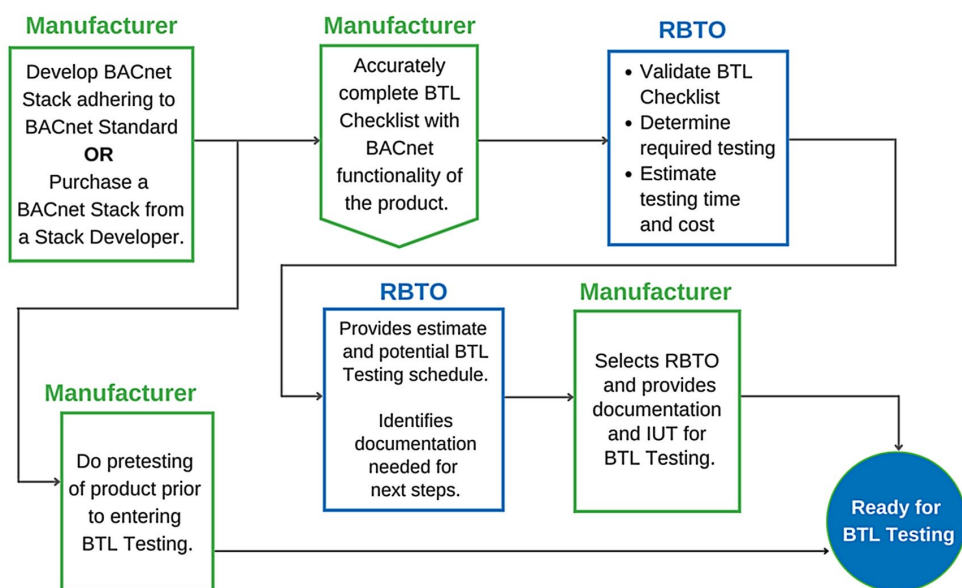 Manufacturer
Develop BACnet
Stack adhering to
BACnet Standard
OR
Purchase a
BACnet Stack from
a Stack Developer.
Manufacturer
Accurately
complete BTL
Checklist with
BACnet
functionality of
the product.
RBTO
• Validate BTL
Checklist
• Determine
required testing
• Estimate
testing time
and cost
RBTO
Provides estimate
and potential BTL
Testing schedule.
Identifies
documentation
needed for
next steps.
Manufacturer
Selects RBTO
and provides
documentation
and IUT for
BTL Testing.
Manufacturer
Do pretesting
of product prior
to entering
BTL Testing.
Ready for
BTL Testing